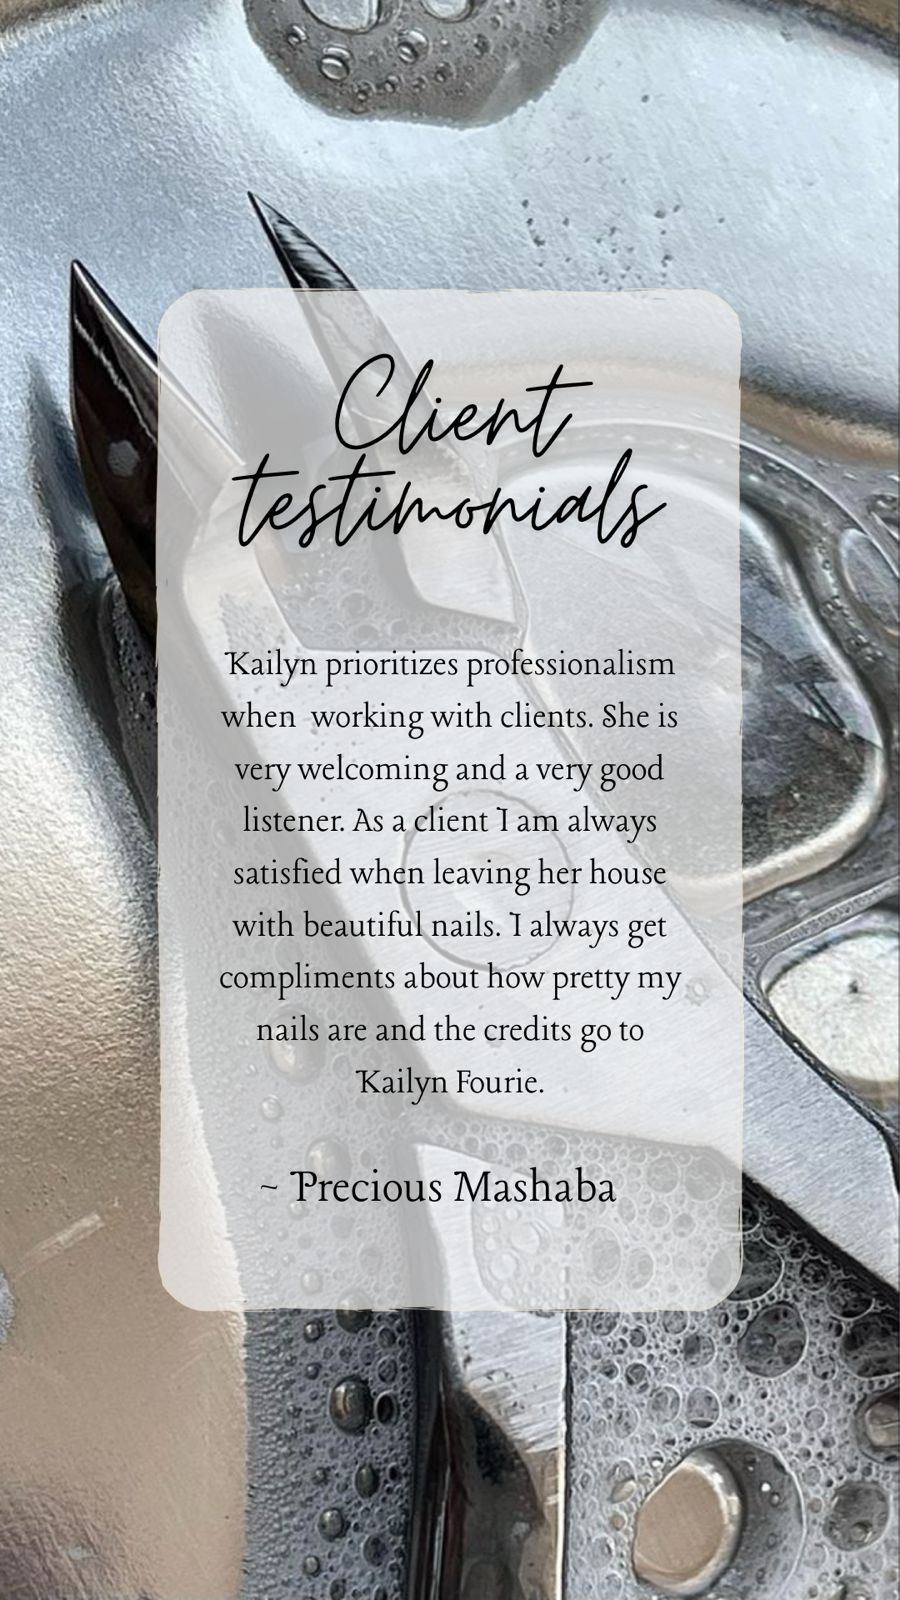 Client
testimonials
Kailyn prioritizes professionalism
when  working with clients. She is
very welcoming and a very good
listener. As a client I am always
satisfied when leaving her house
with beautiful nails. I always get
compliments about how pretty my
nails are and the credits go to
Kailyn Fourie.
~ Precious Mashaba